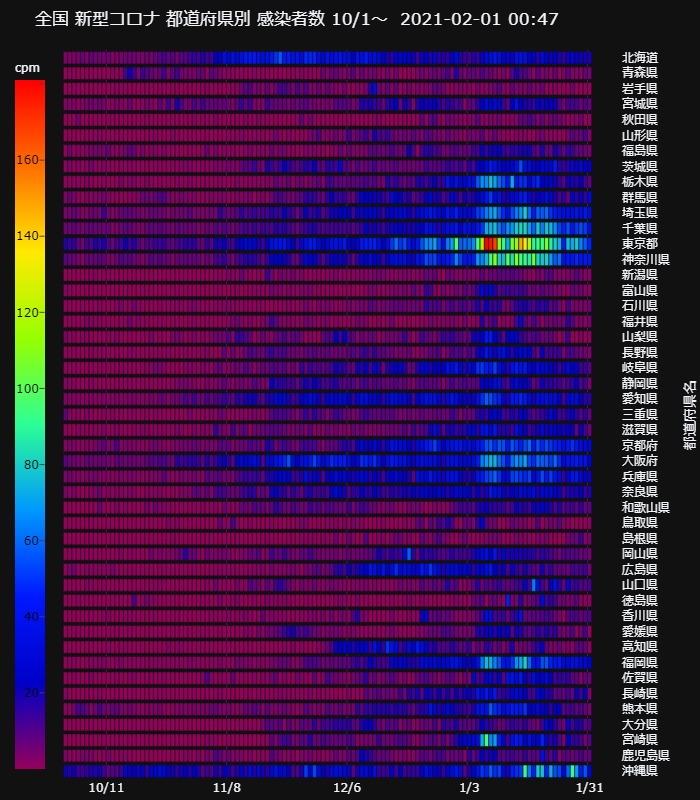 全国 新型コロナ 都道府県別 感染者数 10/1～ 2021-02-01 00:47
cpm
160
140
120
100
80
60
40
20
北海道
青森県
岩手県
宮城県
秋田県
山形県
福島県
茨城県
栃木県
群馬県
埼玉県
千葉県
東京都
神奈川県
新潟県
富山県
石川県
福井県
山梨県
長野県
岐阜県
静岡県
愛知県
三重県
滋賀県
京都府
大阪府
兵庫県
奈良県
和歌山県
鳥取県
島根県
岡山県
広島県
山口県
徳島県
香川県
愛媛県
高知県
福岡県
佐賀県
長崎県
熊本県
大分県
宮崎県
鹿児島県
沖縄県
都道府県名
10/11 11/8 12/6 1/3 1/31